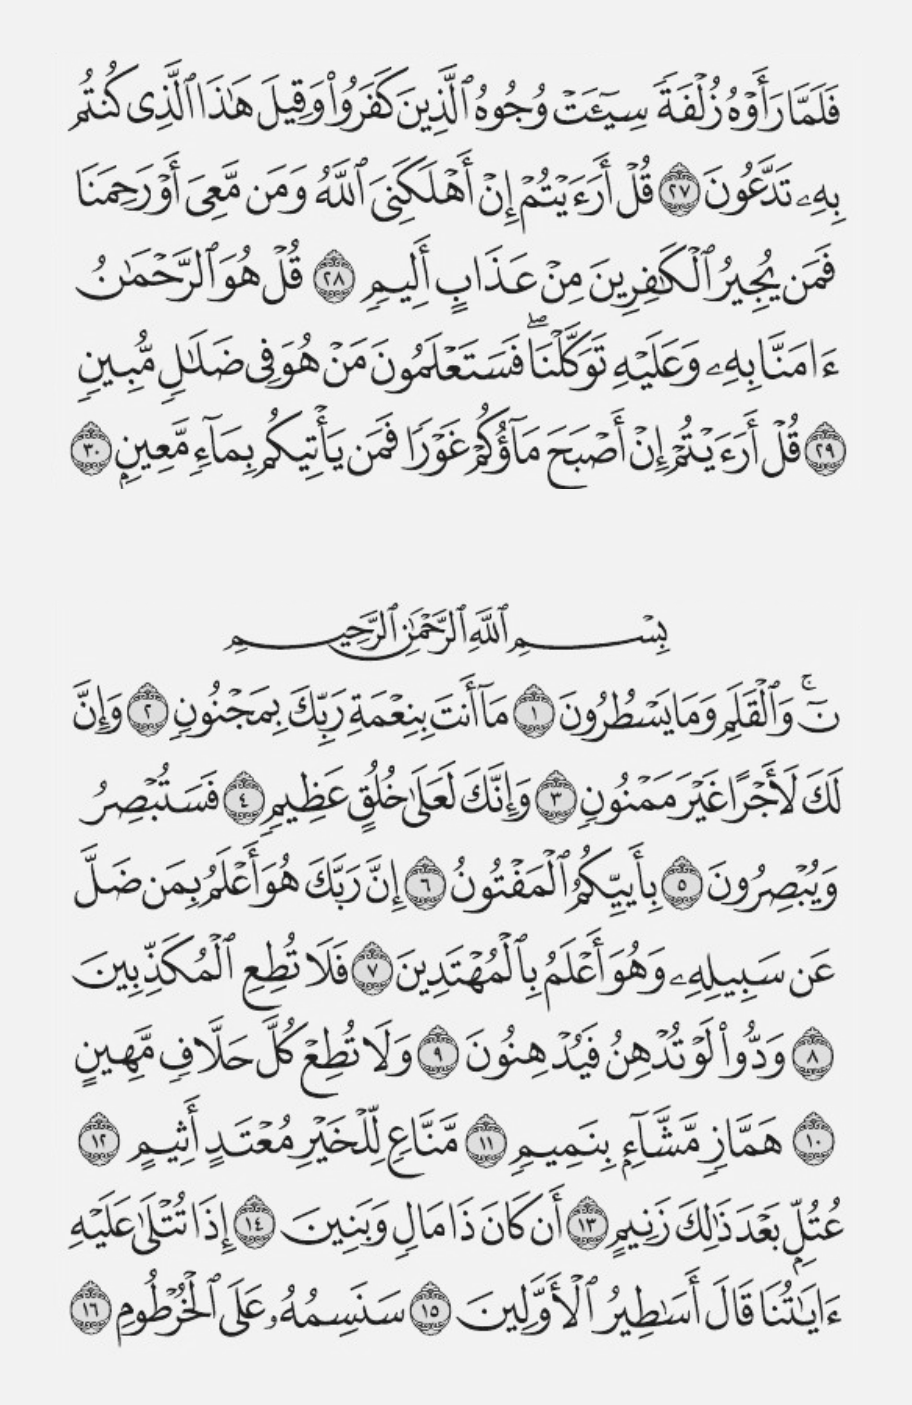 فَلَمَّا رَأَوْهُ زُلْفَةً سِيٓـَٔتْ وُجُوهُ ٱلَّذِينَ كَفَرُوا۟ وَقِيلَ هَـٰذَا ٱلَّذِى كُنتُم
بِهِۦ تَدَّعُونَ ٢٧ قُلْ أَرَءَيْتُمْ إِنْ أَهْلَكَنِىَ ٱللَّهُ وَمَن مَّعِىَ أَوْ رَحِمَنَا
فَمَن يُجِيرُ ٱلْكَـٰفِرِينَ مِنْ عَذَابٍ أَلِيمٍ ٢٨ قُلْ هُوَ ٱلرَّحْمَـٰنُ
ءَامَنَّا بِهِۦ وَعَلَيْهِ تَوَكَّلْنَا ۖ فَسَتَعْلَمُونَ مَنْ هُوَ فِى ضَلَـٰلٍ مُّبِينٍ
٢٩ قُلْ أَرَءَيْتُمْ إِنْ أَصْبَحَ مَآؤُكُمْ غَوْرًا فَمَن يَأْتِيكُم بِمَآءٍ مَّعِينٍۭ ٣٠
بِسْمِ ٱللَّهِ ٱلرَّحْمَـٰنِ ٱلرَّحِيمِ
نٓ ۚ وَٱلْقَلَمِ وَمَا يَسْطُرُونَ ١ مَآ أَنتَ بِنِعْمَةِ رَبِّكَ بِمَجْنُونٍ ٢ وَإِنَّ
لَكَ لَأَجْرًا غَيْرَ مَمْنُونٍ ٣ وَإِنَّكَ لَعَلَىٰ خُلُقٍ عَظِيمٍ ٤ فَسَتُبْصِرُ
وَيُبْصِرُونَ ٥ بِأَييِّكُمُ ٱلْمَفْتُونُ ٦ إِنَّ رَبَّكَ هُوَ أَعْلَمُ بِمَن ضَلَّ
عَن سَبِيلِهِۦ وَهُوَ أَعْلَمُ بِٱلْمُهْتَدِينَ ٧ فَلَا تُطِعِ ٱلْمُكَذِّبِينَ
٨ وَدُّوا۟ لَوْ تُدْهِنُ فَيُدْهِنُونَ ٩ وَلَا تُطِعْ كُلَّ حَلَّافٍ مَّهِينٍ
١٠ هَمَّازٍ مَّشَّآءٍۭ بِنَمِيمٍ ١١ مَّنَّاعٍ لِّلْخَيْرِ مُعْتَدٍ أَثِيمٍ ١٢
عُتُلٍّۭ بَعْدَ ذَٰلِكَ زَنِيمٍ ١٣ أَن كَانَ ذَا مَالٍ وَبَنِينَ ١٤ إِذَا تُتْلَىٰ عَلَيْهِ
ءَايَـٰتُنَا قَالَ أَسَـٰطِيرُ ٱلْأَوَّلِينَ ١٥ سَنَسِمُهُۥ عَلَى ٱلْخُرْطُومِ ١٦